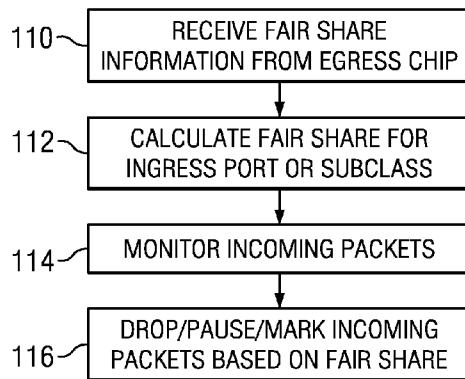 110
RECEIVE FAIR SHARE
INFORMATION FROM EGRESS CHIP
112
CALCULATE FAIR SHARE FOR
INGRESS PORT OR SUBCLASS
114
MONITOR INCOMING PACKETS
116
DROP/PAUSE/MARK INCOMING
PACKETS BASED ON FAIR SHARE